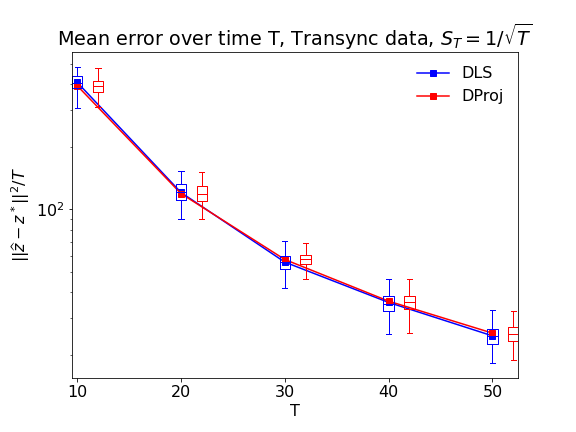 Mean error over time T, Transync data, $S_T = 1/\sqrt{T}$
DLS
DProj
$||\hat{z} - z^*||^2/T$
$10^2$
10 20 30 40 50
T